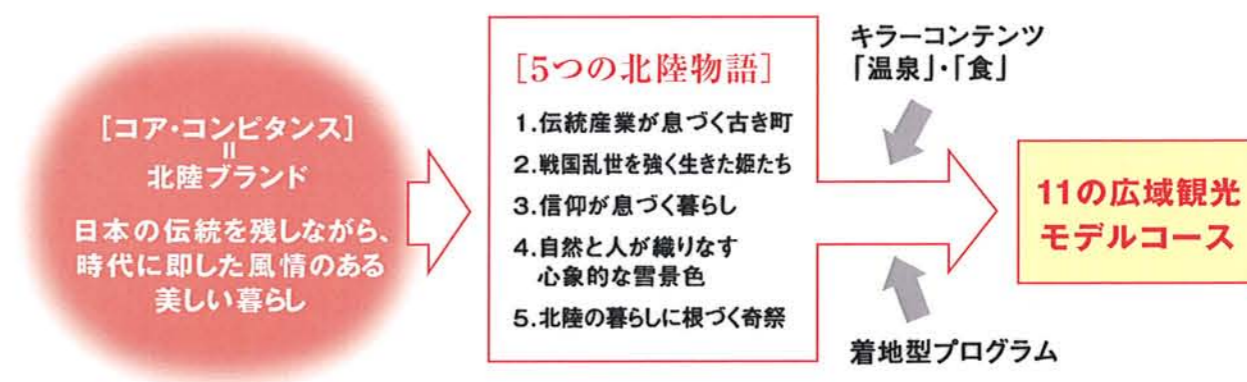 [コア・コンピタンス]
=
北陸ブランド
日本の伝統を残しながら、
時代に即した風情のある
美しい暮らし
[5つの北陸物語]
1.伝統産業が息づく古き町
2.戦国乱世を強く生きた姫たち
3.信仰が息づく暮らし
4.自然と人が織りなす
心象的な雪景色
5.北陸の暮らしに根づく奇祭
キラーコンテンツ
「温泉」・「食」
着地型プログラム
11の広域観光
モデルコース